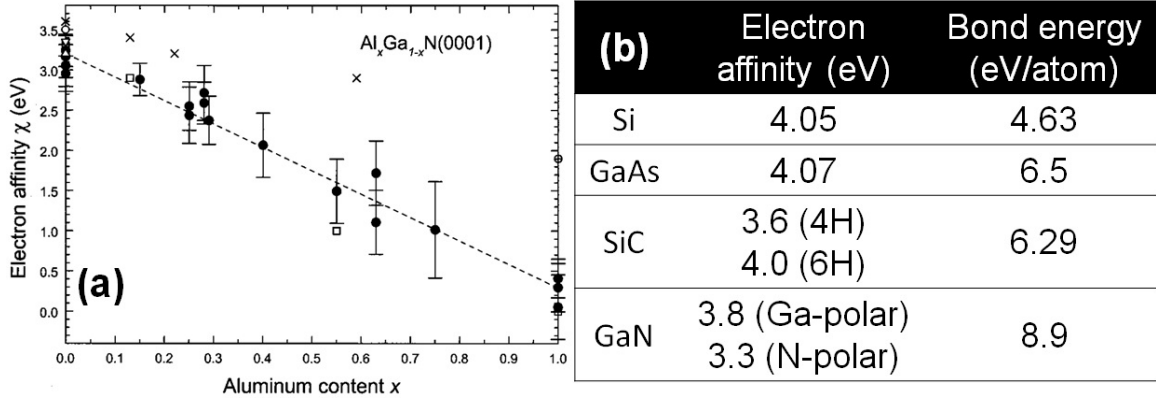 3.5
3.0
2.5
2.0
1.5
1.0
0.5
0.0
Electron affinity χ (eV)
AlxGa1-xN(0001)
(a)
0.0 0.1 0.2 0.3 0.4 0.5 0.6 0.7 0.8 0.9 1.0
Aluminum content x
(b) Electron affinity (eV) Bond energy (eV/atom)
Si 4.05 4.63
GaAs 4.07 6.5
SiC 3.6 (4H) 6.29
4.0 (6H)
GaN 3.8 (Ga-polar) 8.9
3.3 (N-polar)